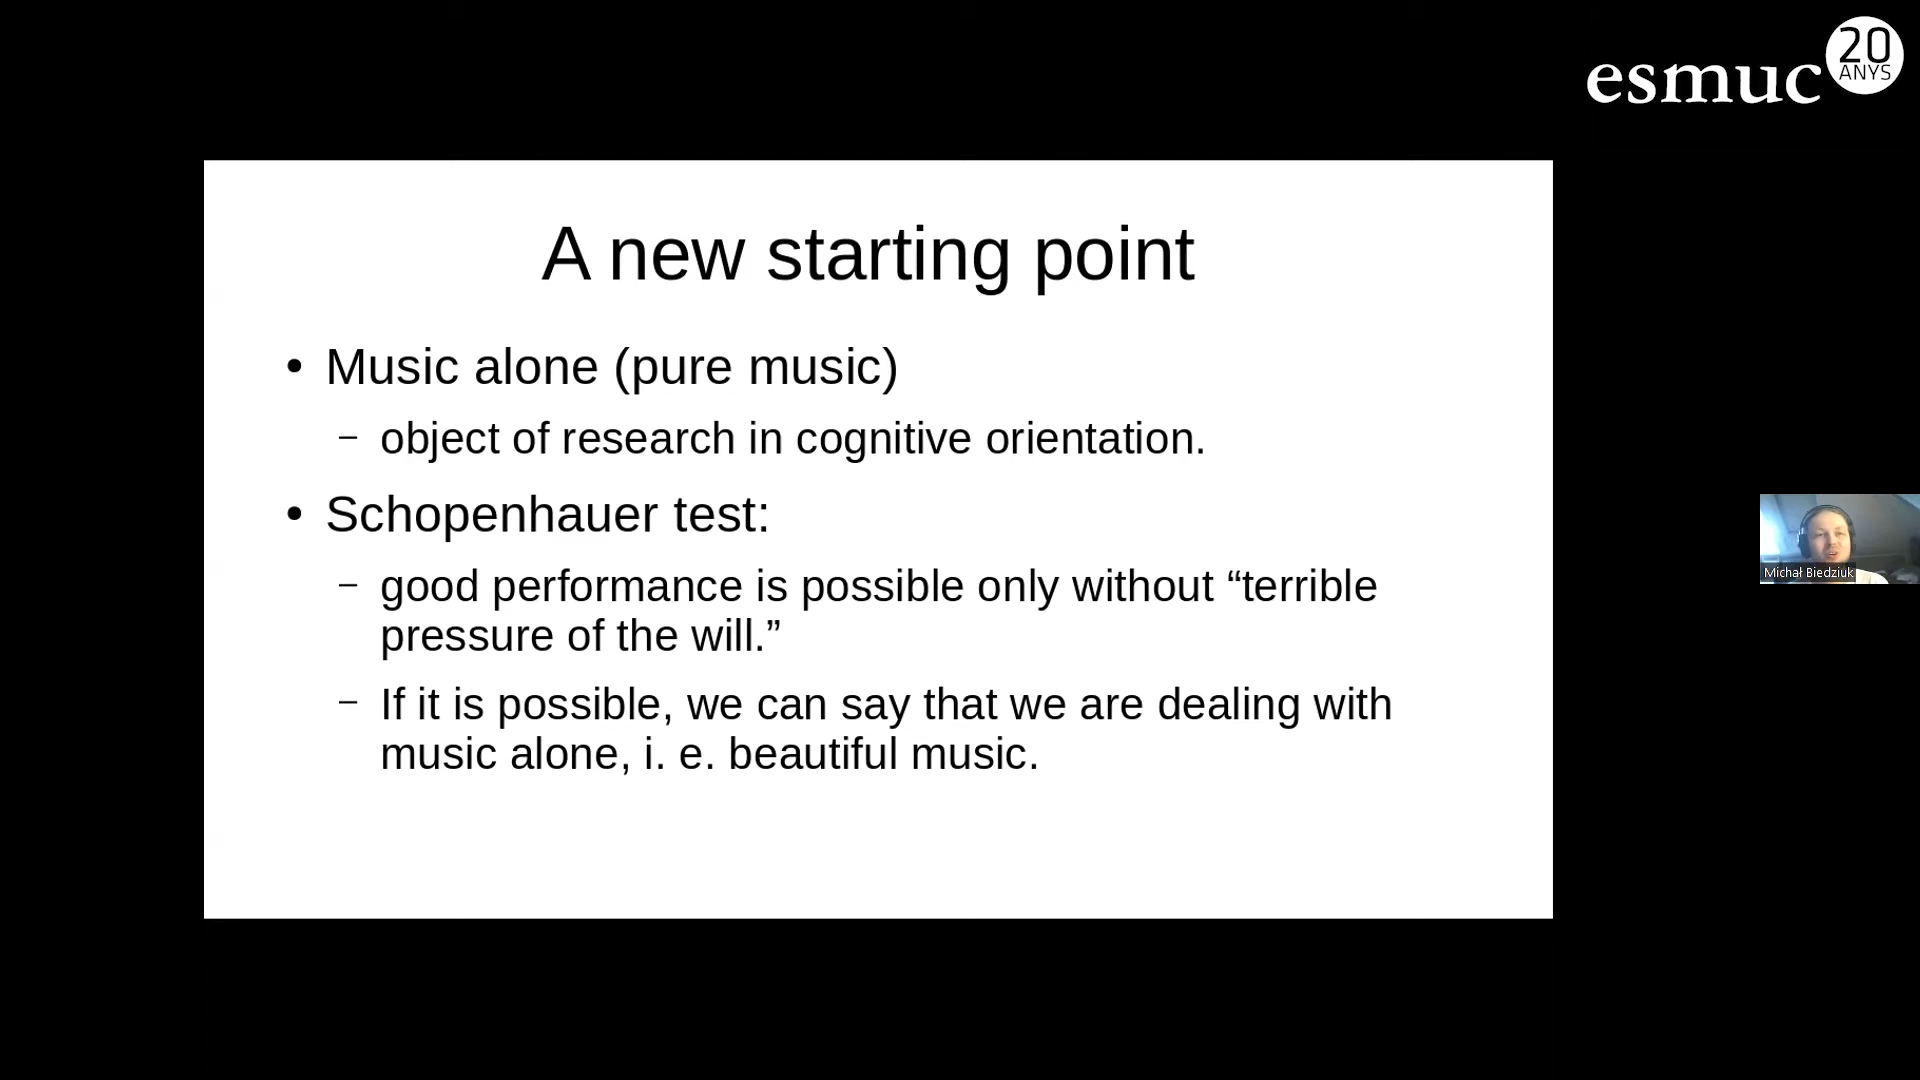 esmuc
20
ANYS
A new starting point
• Music alone (pure music)
– object of research in cognitive orientation.
• Schopenhauer test:
– good performance is possible only without “terrible
pressure of the will.”
– If it is possible, we can say that we are dealing with
music alone, i. e. beautiful music.
Michał Biedziuk